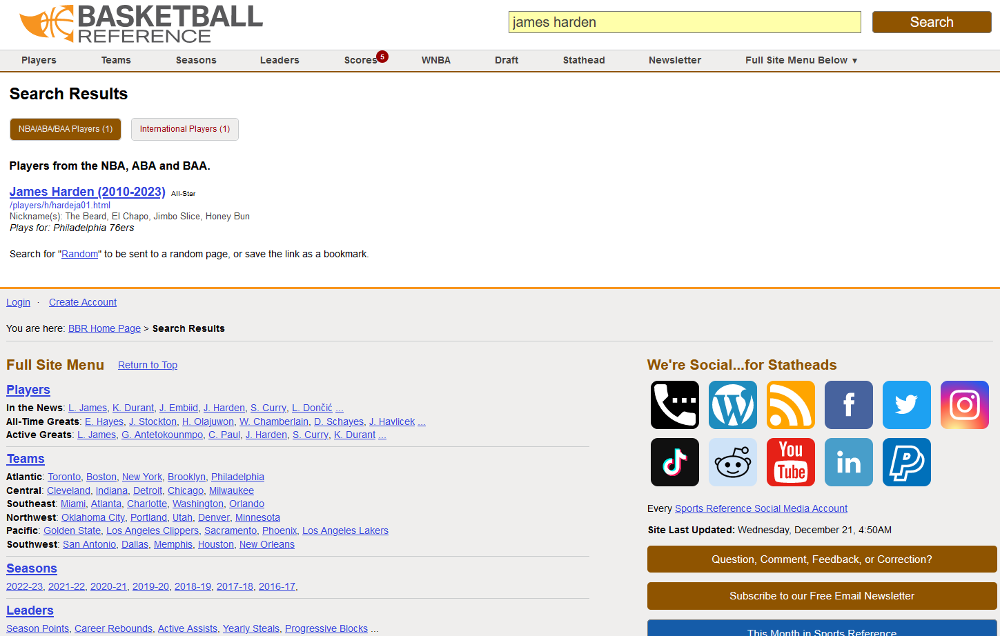 BASKETBALL
REFERENCE
james harden
Search
Players Teams Seasons Leaders Scores 5 WNBA Draft Stathead Newsletter Full Site Menu Below ▼
Search Results
NBA/ABA/BAA Players (1) International Players (1)
Players from the NBA, ABA and BAA.
James Harden (2010-2023) All-Star
/players/h/hardeja01.html
Nickname(s): The Beard, El Chapo, Jimbo Slice, Honey Bun
Plays for: Philadelphia 76ers
Search for "Random" to be sent to a random page, or save the link as a bookmark.
Login · Create Account
You are here: BBR Home Page > Search Results
Full Site Menu Return to Top
Players
In the News: L. James, K. Durant, J. Embiid, J. Harden, S. Curry, L. Dončić ...
All-Time Greats: E. Hayes, J. Stockton, H. Olajuwon, W. Chamberlain, D. Schayes, J. Havlicek ...
Active Greats: L. James, G. Antetokounmpo, C. Paul, J. Harden, S. Curry, K. Durant ...
Teams
Atlantic: Toronto, Boston, New York, Brooklyn, Philadelphia
Central: Cleveland, Indiana, Detroit, Chicago, Milwaukee
Southeast: Miami, Atlanta, Charlotte, Washington, Orlando
Northwest: Oklahoma City, Portland, Utah, Denver, Minnesota
Pacific: Golden State, Los Angeles Clippers, Sacramento, Phoenix, Los Angeles Lakers
Southwest: San Antonio, Dallas, Memphis, Houston, New Orleans
Seasons
2022-23, 2021-22, 2020-21, 2019-20, 2018-19, 2017-18, 2016-17,
Leaders
Season Points, Career Rebounds, Active Assists, Yearly Steals, Progressive Blocks ...
We're Social...for Statheads
You
Tube
in
Every Sports Reference Social Media Account
Site Last Updated: Wednesday, December 21, 4:50AM
Question, Comment, Feedback, or Correction?
Subscribe to our Free Email Newsletter
This Month in Sports Reference